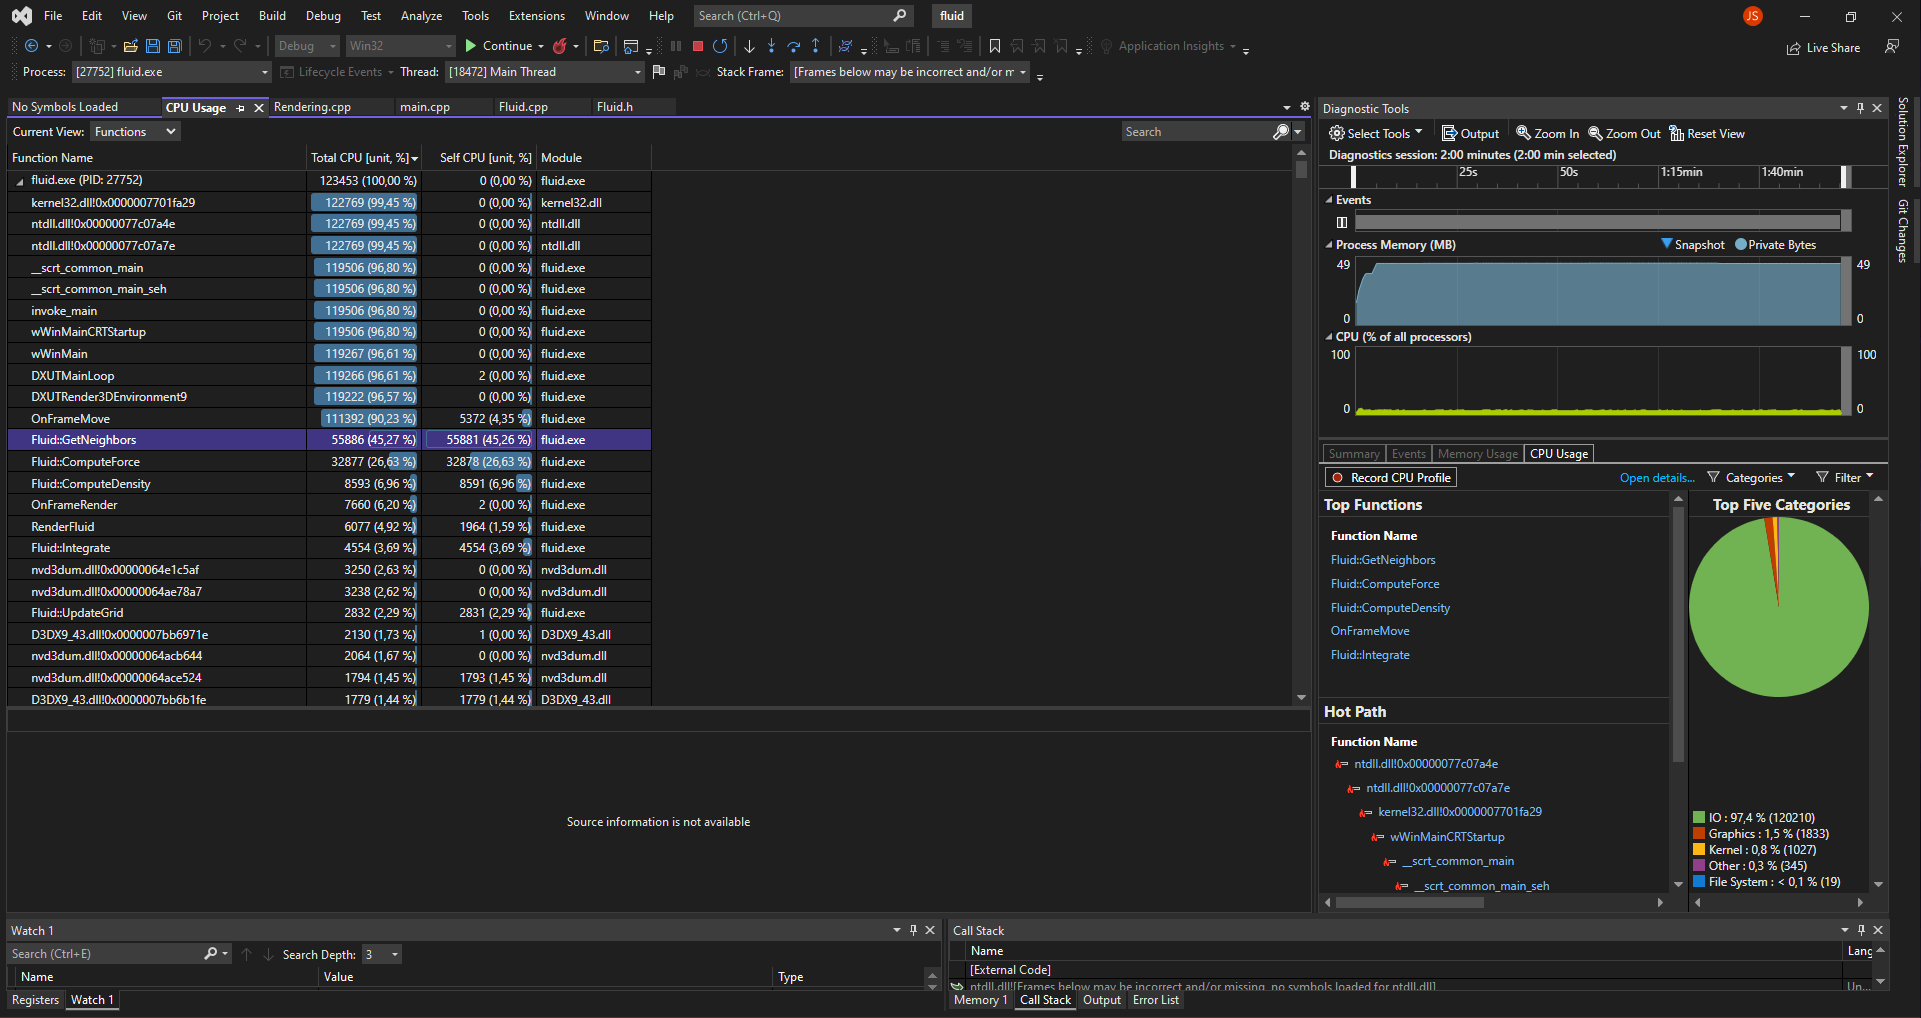 File Edit View Git Project Build Debug Test Analyze Tools Extensions Window Help Search (Ctrl+Q) fluid JS
Debug Win32 Continue Application Insights Live Share
Process: [27752] fluid.exe Lifecycle Events Thread: [18472] Main Thread Stack Frame: [Frames below may be incorrect and/or m
No Symbols Loaded CPU Usage Rendering.cpp main.cpp Fluid.cpp Fluid.h
Current View: Functions Search
Function Name Total CPU [unit, %] Self CPU [unit, %] Module
fluid.exe (PID: 27752) 123453 (100,00 %) 0 (0,00 %) fluid.exe
kernel32.dll!0x0000007701fa29 122769 (99,45 %) 0 (0,00 %) kernel32.dll
ntdll.dll!0x00000077c07a4e 122769 (99,45 %) 0 (0,00 %) ntdll.dll
ntdll.dll!0x00000077c07a7e 122769 (99,45 %) 0 (0,00 %) ntdll.dll
__scrt_common_main 119506 (96,80 %) 0 (0,00 %) fluid.exe
__scrt_common_main_seh 119506 (96,80 %) 0 (0,00 %) fluid.exe
invoke_main 119506 (96,80 %) 0 (0,00 %) fluid.exe
wWinMainCRTStartup 119506 (96,80 %) 0 (0,00 %) fluid.exe
wWinMain 119267 (96,61 %) 0 (0,00 %) fluid.exe
DXUTMainLoop 119266 (96,61 %) 2 (0,00 %) fluid.exe
DXUTRender3DEnvironment9 119222 (96,57 %) 0 (0,00 %) fluid.exe
OnFrameMove 111392 (90,23 %) 5372 (4,35 %) fluid.exe
Fluid::GetNeighbors 55886 (45,27 %) 55881 (45,26 %) fluid.exe
Fluid::ComputeForce 32877 (26,63 %) 32878 (26,63 %) fluid.exe
Fluid::ComputeDensity 8593 (6,96 %) 8591 (6,96 %) fluid.exe
OnFrameRender 7660 (6,20 %) 2 (0,00 %) fluid.exe
RenderFluid 6077 (4,92 %) 1964 (1,59 %) fluid.exe
Fluid::Integrate 4554 (3,69 %) 4554 (3,69 %) fluid.exe
nvd3dum.dll!0x00000064e1c5af 3250 (2,63 %) 0 (0,00 %) nvd3dum.dll
nvd3dum.dll!0x00000064ae78a7 3238 (2,62 %) 0 (0,00 %) nvd3dum.dll
Fluid::UpdateGrid 2832 (2,29 %) 2831 (2,29 %) fluid.exe
D3DX9_43.dll!0x0000007bb6971e 2130 (1,73 %) 1 (0,00 %) D3DX9_43.dll
nvd3dum.dll!0x00000064acb644 2064 (1,67 %) 0 (0,00 %) nvd3dum.dll
nvd3dum.dll!0x00000064ace524 1794 (1,45 %) 1793 (1,45 %) nvd3dum.dll
D3DX9_43.dll!0x0000007bb6b1fe 1779 (1,44 %) 1779 (1,44 %) D3DX9_43.dll
Source information is not available
Diagnostic Tools
Select Tools Output Zoom In Zoom Out Reset View
Diagnostics session: 2:00 minutes (2:00 min selected)
25s 50s 1:15min 1:40min
Events
Process Memory (MB) Snapshot Private Bytes
49 49
0 0
CPU (% of all processors)
100 100
0 0
Summary Events Memory Usage CPU Usage
Record CPU Profile Open details... Categories Filter
Top Functions
Function Name
Fluid::GetNeighbors
Fluid::ComputeForce
Fluid::ComputeDensity
OnFrameMove
Fluid::Integrate
Hot Path
Function Name
ntdll.dll!0x00000077c07a4e
ntdll.dll!0x00000077c07a7e
kernel32.dll!0x0000007701fa29
wWinMainCRTStartup
__scrt_common_main
__scrt_common_main_seh
Top Five Categories
IO : 97,4 % (120210)
Graphics : 1,5 % (1833)
Kernel : 0,8 % (1027)
Other : 0,3 % (345)
File System : < 0,1 % (19)
Solution Explorer
Git Changes
Watch 1
Search (Ctrl+E) Search Depth: 3
Name Value Type
Registers Watch 1
Call Stack
Name Lang
[External Code]
ntdll.dll![Frames below may be incorrect and/or missing, no symbols loaded for ntdll.dll] Un...
Memory 1 Call Stack Output Error List